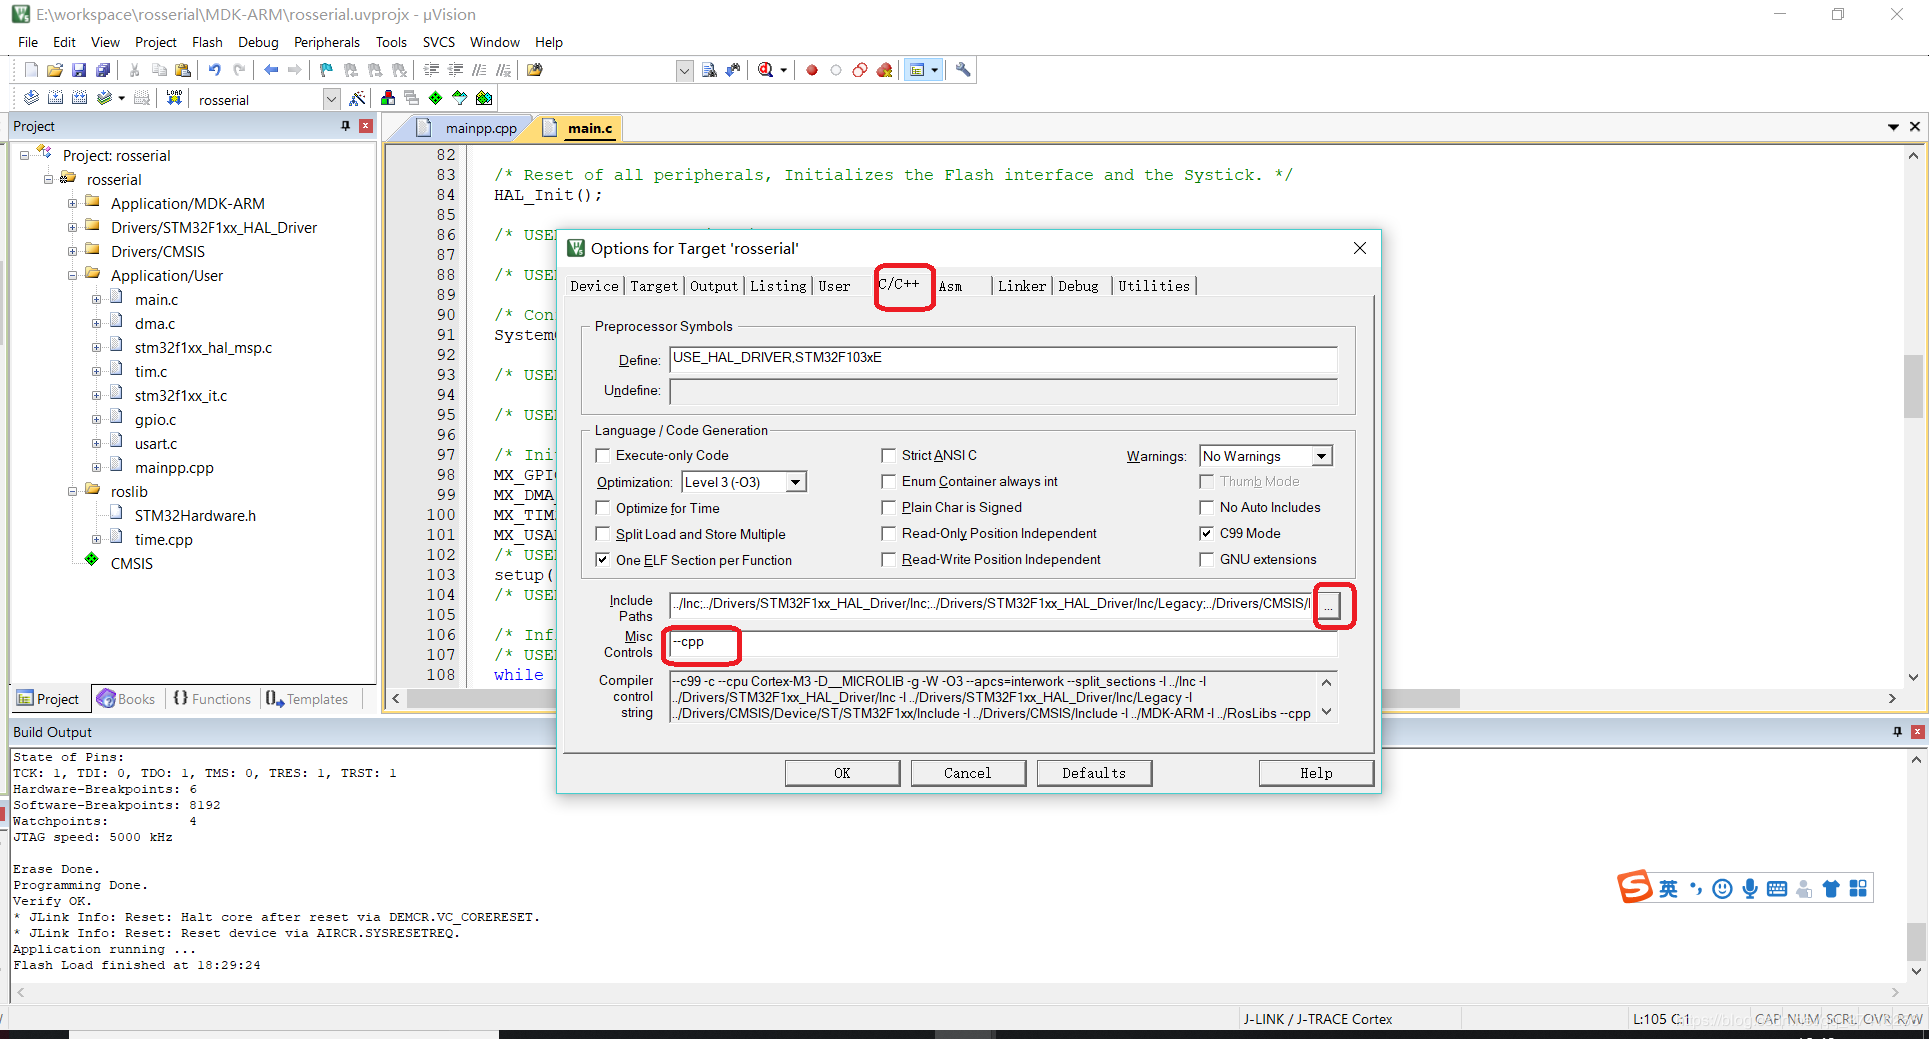 E:\workspace\rosserial\MDK-ARM\rosserial.uvprojx - µVision
File Edit View Project Flash Debug Peripherals Tools SVCS Window Help
LOAD
rosserial
Project
Project: rosserial
rosserial
Application/MDK-ARM
Drivers/STM32F1xx_HAL_Driver
Drivers/CMSIS
Application/User
main.c
dma.c
stm32f1xx_hal_msp.c
tim.c
stm32f1xx_it.c
gpio.c
usart.c
mainpp.cpp
roslib
STM32Hardware.h
time.cpp
CMSIS
Project Books Functions Templates
mainpp.cpp main.c
82
83 /* Reset of all peripherals, Initializes the Flash interface and the Systick. */
84 HAL_Init();
85
86 /* USE
87
88 /* USE
89
90 /* Con
91 System
92
93 /* USE
94
95 /* USE
96
97 /* Ini
98 MX_GPI
99 MX_DMA
100 MX_TIM
101 MX_USA
102 /* USE
103 setup(
104 /* USE
105
106 /* Inf
107 /* USE
108 while
Options for Target 'rosserial'
Device Target Output Listing User C/C++ Asm Linker Debug Utilities
Preprocessor Symbols
Define: USE_HAL_DRIVER,STM32F103xE
Undefine:
Language / Code Generation
Execute-only Code Strict ANSI C Warnings: No Warnings
Optimization: Level 3 (-O3) Enum Container always int Thumb Mode
Optimize for Time Plain Char is Signed No Auto Includes
Split Load and Store Multiple Read-Only Position Independent C99 Mode
One ELF Section per Function Read-Write Position Independent GNU extensions
Include Paths ../Inc;../Drivers/STM32F1xx_HAL_Driver/Inc;../Drivers/STM32F1xx_HAL_Driver/Inc/Legacy;../Drivers/CMSIS/ ...
Misc Controls --cpp
Compiler control string
--c99 -c --cpu Cortex-M3 -D__MICROLIB -g -W -O3 --apcs=interwork --split_sections -I ../Inc -I
../Drivers/STM32F1xx_HAL_Driver/Inc -I ../Drivers/STM32F1xx_HAL_Driver/Inc/Legacy -I
../Drivers/CMSIS/Device/ST/STM32F1xx/Include -I ../Drivers/CMSIS/Include -I ../MDK-ARM -I ../RosLibs --cpp
OK Cancel Defaults Help
Build Output
State of Pins:
TCK: 1, TDI: 0, TDO: 1, TMS: 0, TRES: 1, TRST: 1
Hardware-Breakpoints: 6
Software-Breakpoints: 8192
Watchpoints: 4
JTAG speed: 5000 kHz
Erase Done.
Programming Done.
Verify OK.
* JLink Info: Reset: Halt core after reset via DEMCR.VC_CORERESET.
* JLink Info: Reset: Reset device via AIRCR.SYSRESETREQ.
Application running ...
Flash Load finished at 18:29:24
英
J-LINK / J-TRACE Cortex L:105 C:1 CAP NUM SCRL OVR R/W